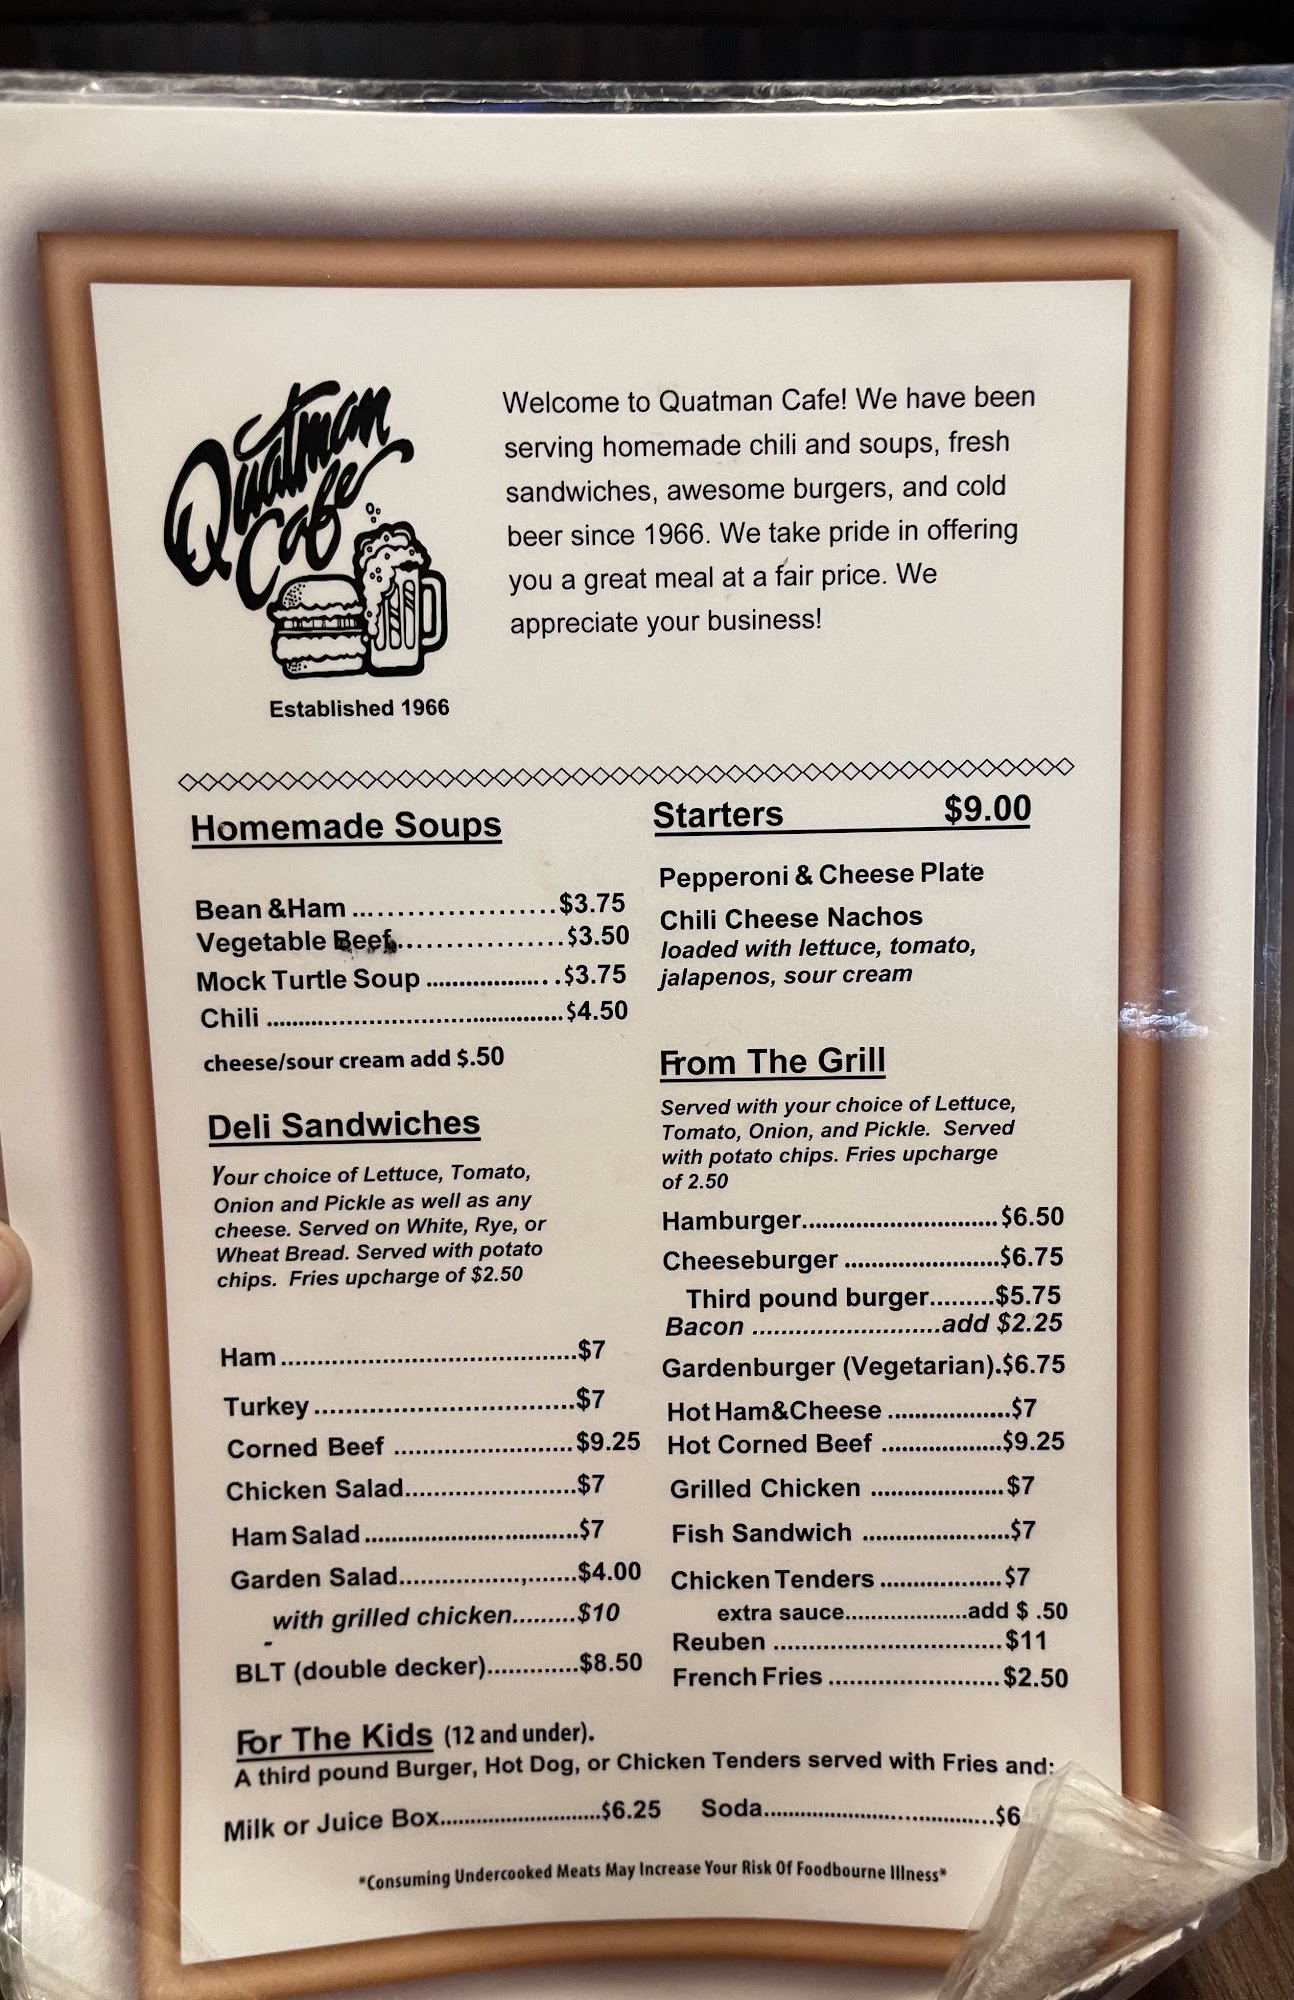 Quatman
Cafe
Established 1966
Welcome to Quatman Cafe! We have been
serving homemade chili and soups, fresh
sandwiches, awesome burgers, and cold
beer since 1966. We take pride in offering
you a great meal at a fair price. We
appreciate your business!
Homemade Soups
Bean &Ham ......................$3.75
Vegetable Beef..................$3.50
Mock Turtle Soup .....................$3.75
Chili ................................................$4.50
cheese/sour cream add $.50
Deli Sandwiches
Your choice of Lettuce, Tomato,
Onion and Pickle as well as any
cheese. Served on White, Rye, or
Wheat Bread. Served with potato
chips. Fries upcharge of $2.50
Ham..........................................$7
Turkey..................................$7
Corned Beef ..........................$9.25
Chicken Salad.........................$7
Ham Salad................................$7
Garden Salad..................,.......$4.00
with grilled chicken.........$10
-
BLT (double decker).............$8.50
Starters $9.00
Pepperoni & Cheese Plate
Chili Cheese Nachos
loaded with lettuce, tomato,
jalapenos, sour cream
From The Grill
Served with your choice of Lettuce,
Tomato, Onion, and Pickle. Served
with potato chips. Fries upcharge
of 2.50
Hamburger..............................$6.50
Cheeseburger ........................$6.75
Third pound burger.........$5.75
Bacon ...........................add $2.25
Gardenburger (Vegetarian).$6.75
Hot Ham&Cheese ...................$7
Hot Corned Beef ...................$9.25
Grilled Chicken ....................$7
Fish Sandwich ......................$7
Chicken Tenders ...................$7
extra sauce.....................add $ .50
Reuben .................................$11
French Fries .........................$2.50
For The Kids (12 and under).
A third pound Burger, Hot Dog, or Chicken Tenders served with Fries and:
Milk or Juice Box............................$6.25 Soda.......................................$6
*Consuming Undercooked Meats May Increase Your Risk Of Foodbourne Illness*